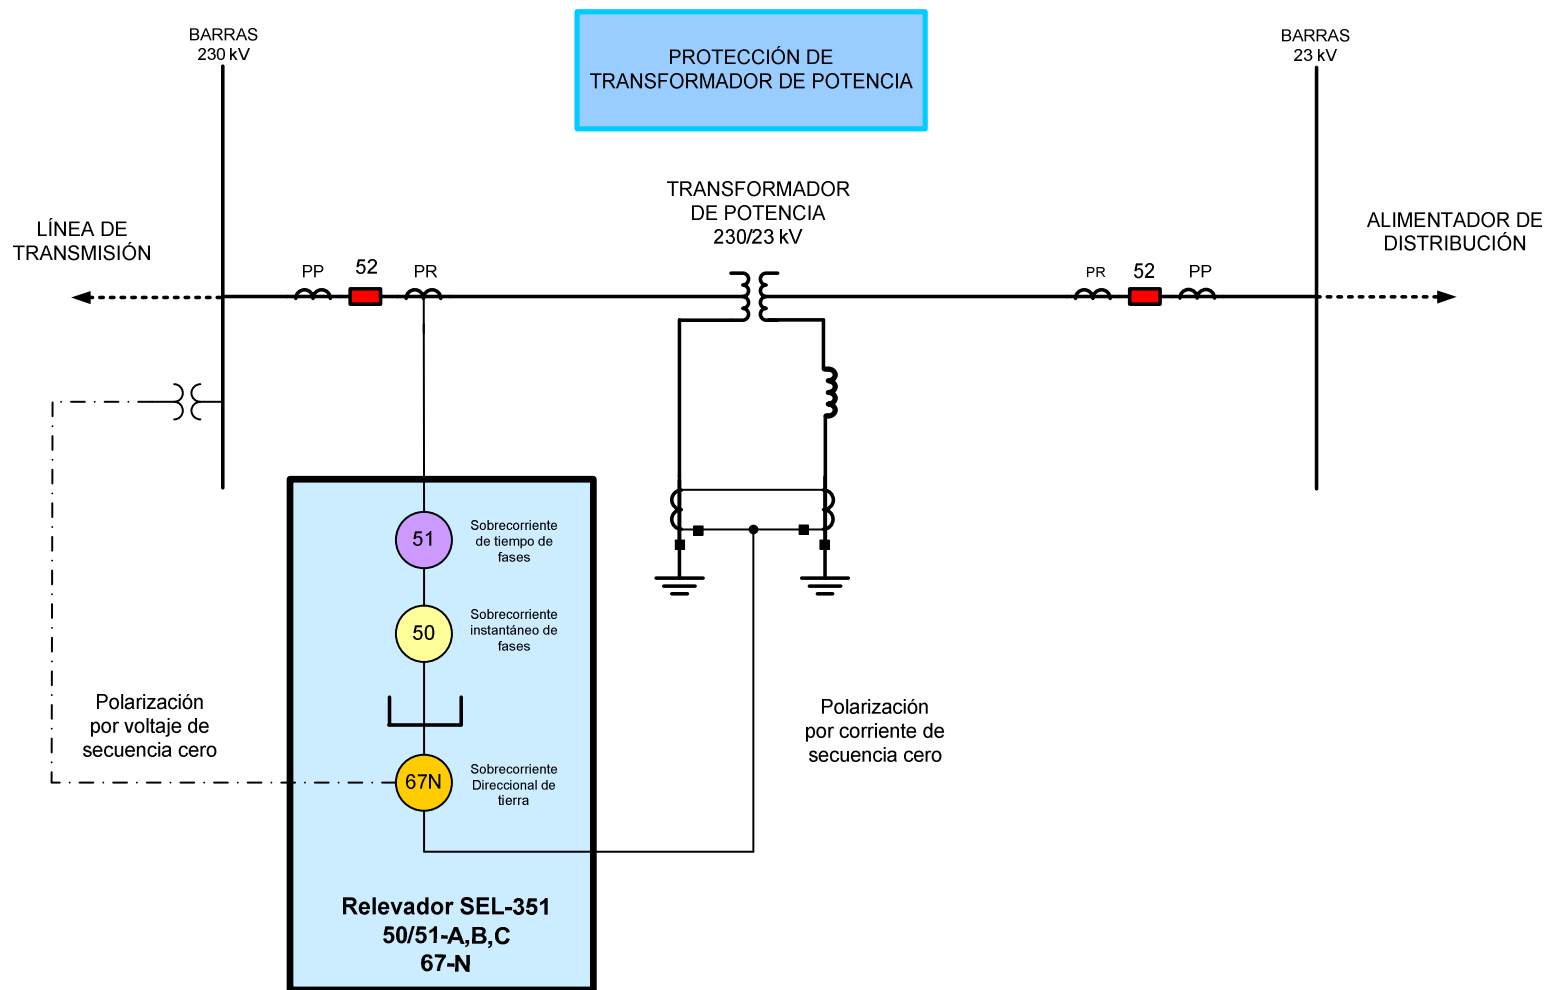 BARRAS
230 kV
PROTECCIÓN DE
TRANSFORMADOR DE POTENCIA
BARRAS
23 kV
TRANSFORMADOR
DE POTENCIA
230/23 kV
LÍNEA DE
TRANSMISIÓN
ALIMENTADOR DE
DISTRIBUCIÓN
PP
52
PR
PR
52
PP
51
Sobrecorriente
de tiempo de
fases
50
Sobrecorriente
instantáneo de
fases
Polarización
por voltaje de
secuencia cero
Polarización
por corriente de
secuencia cero
67N
Sobrecorriente
Direccional de
tierra
Relevador SEL-351
50/51-A,B,C
67-N